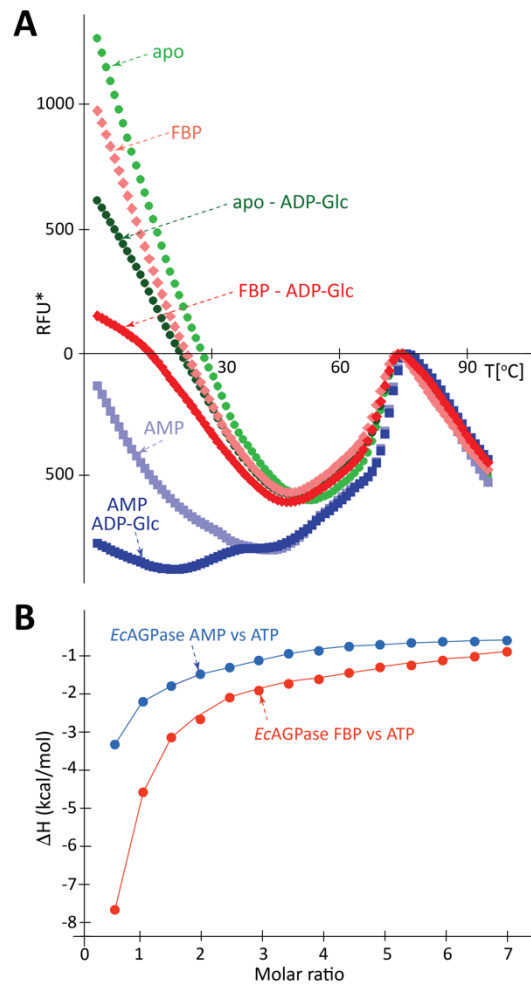 A
apo
1000
FBP
500
apo - ADP-Glc
FBP - ADP-Glc
RFU*
0
30
60
90
T[°C]
AMP
500
AMP
ADP-Glc
B
EcAGPase AMP vs ATP
-1
-2
EcAGPase FBP vs ATP
-3
-4
-5
-6
-7
-8
ΔH (kcal/mol)
0
1
2
3
4
5
6
7
Molar ratio